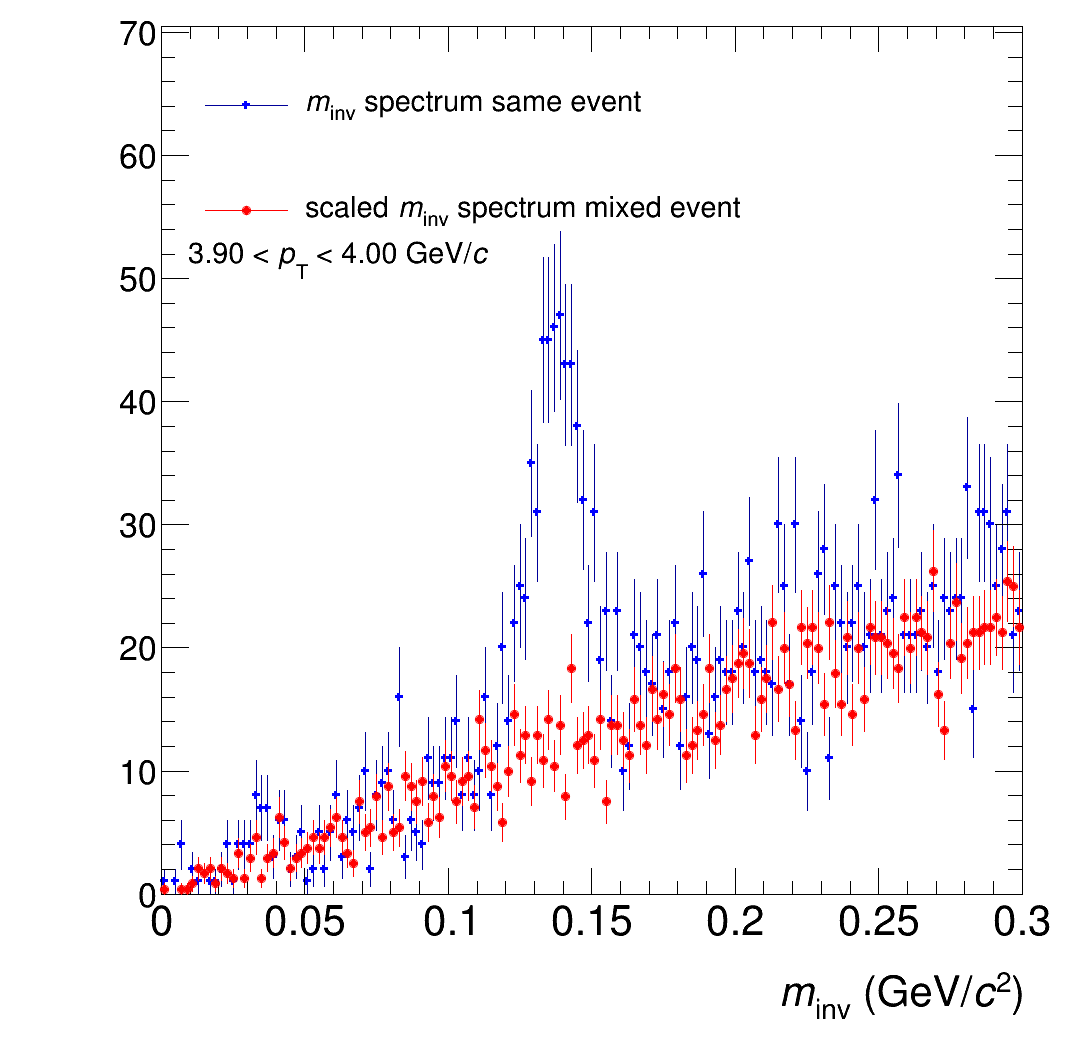 70
m_inv spectrum same event
60
scaled m_inv spectrum mixed event
3.90 < p_T < 4.00 GeV/c
50
40
30
20
10
0
0 0.05 0.1 0.15 0.2 0.25 0.3
m_inv (GeV/c²)